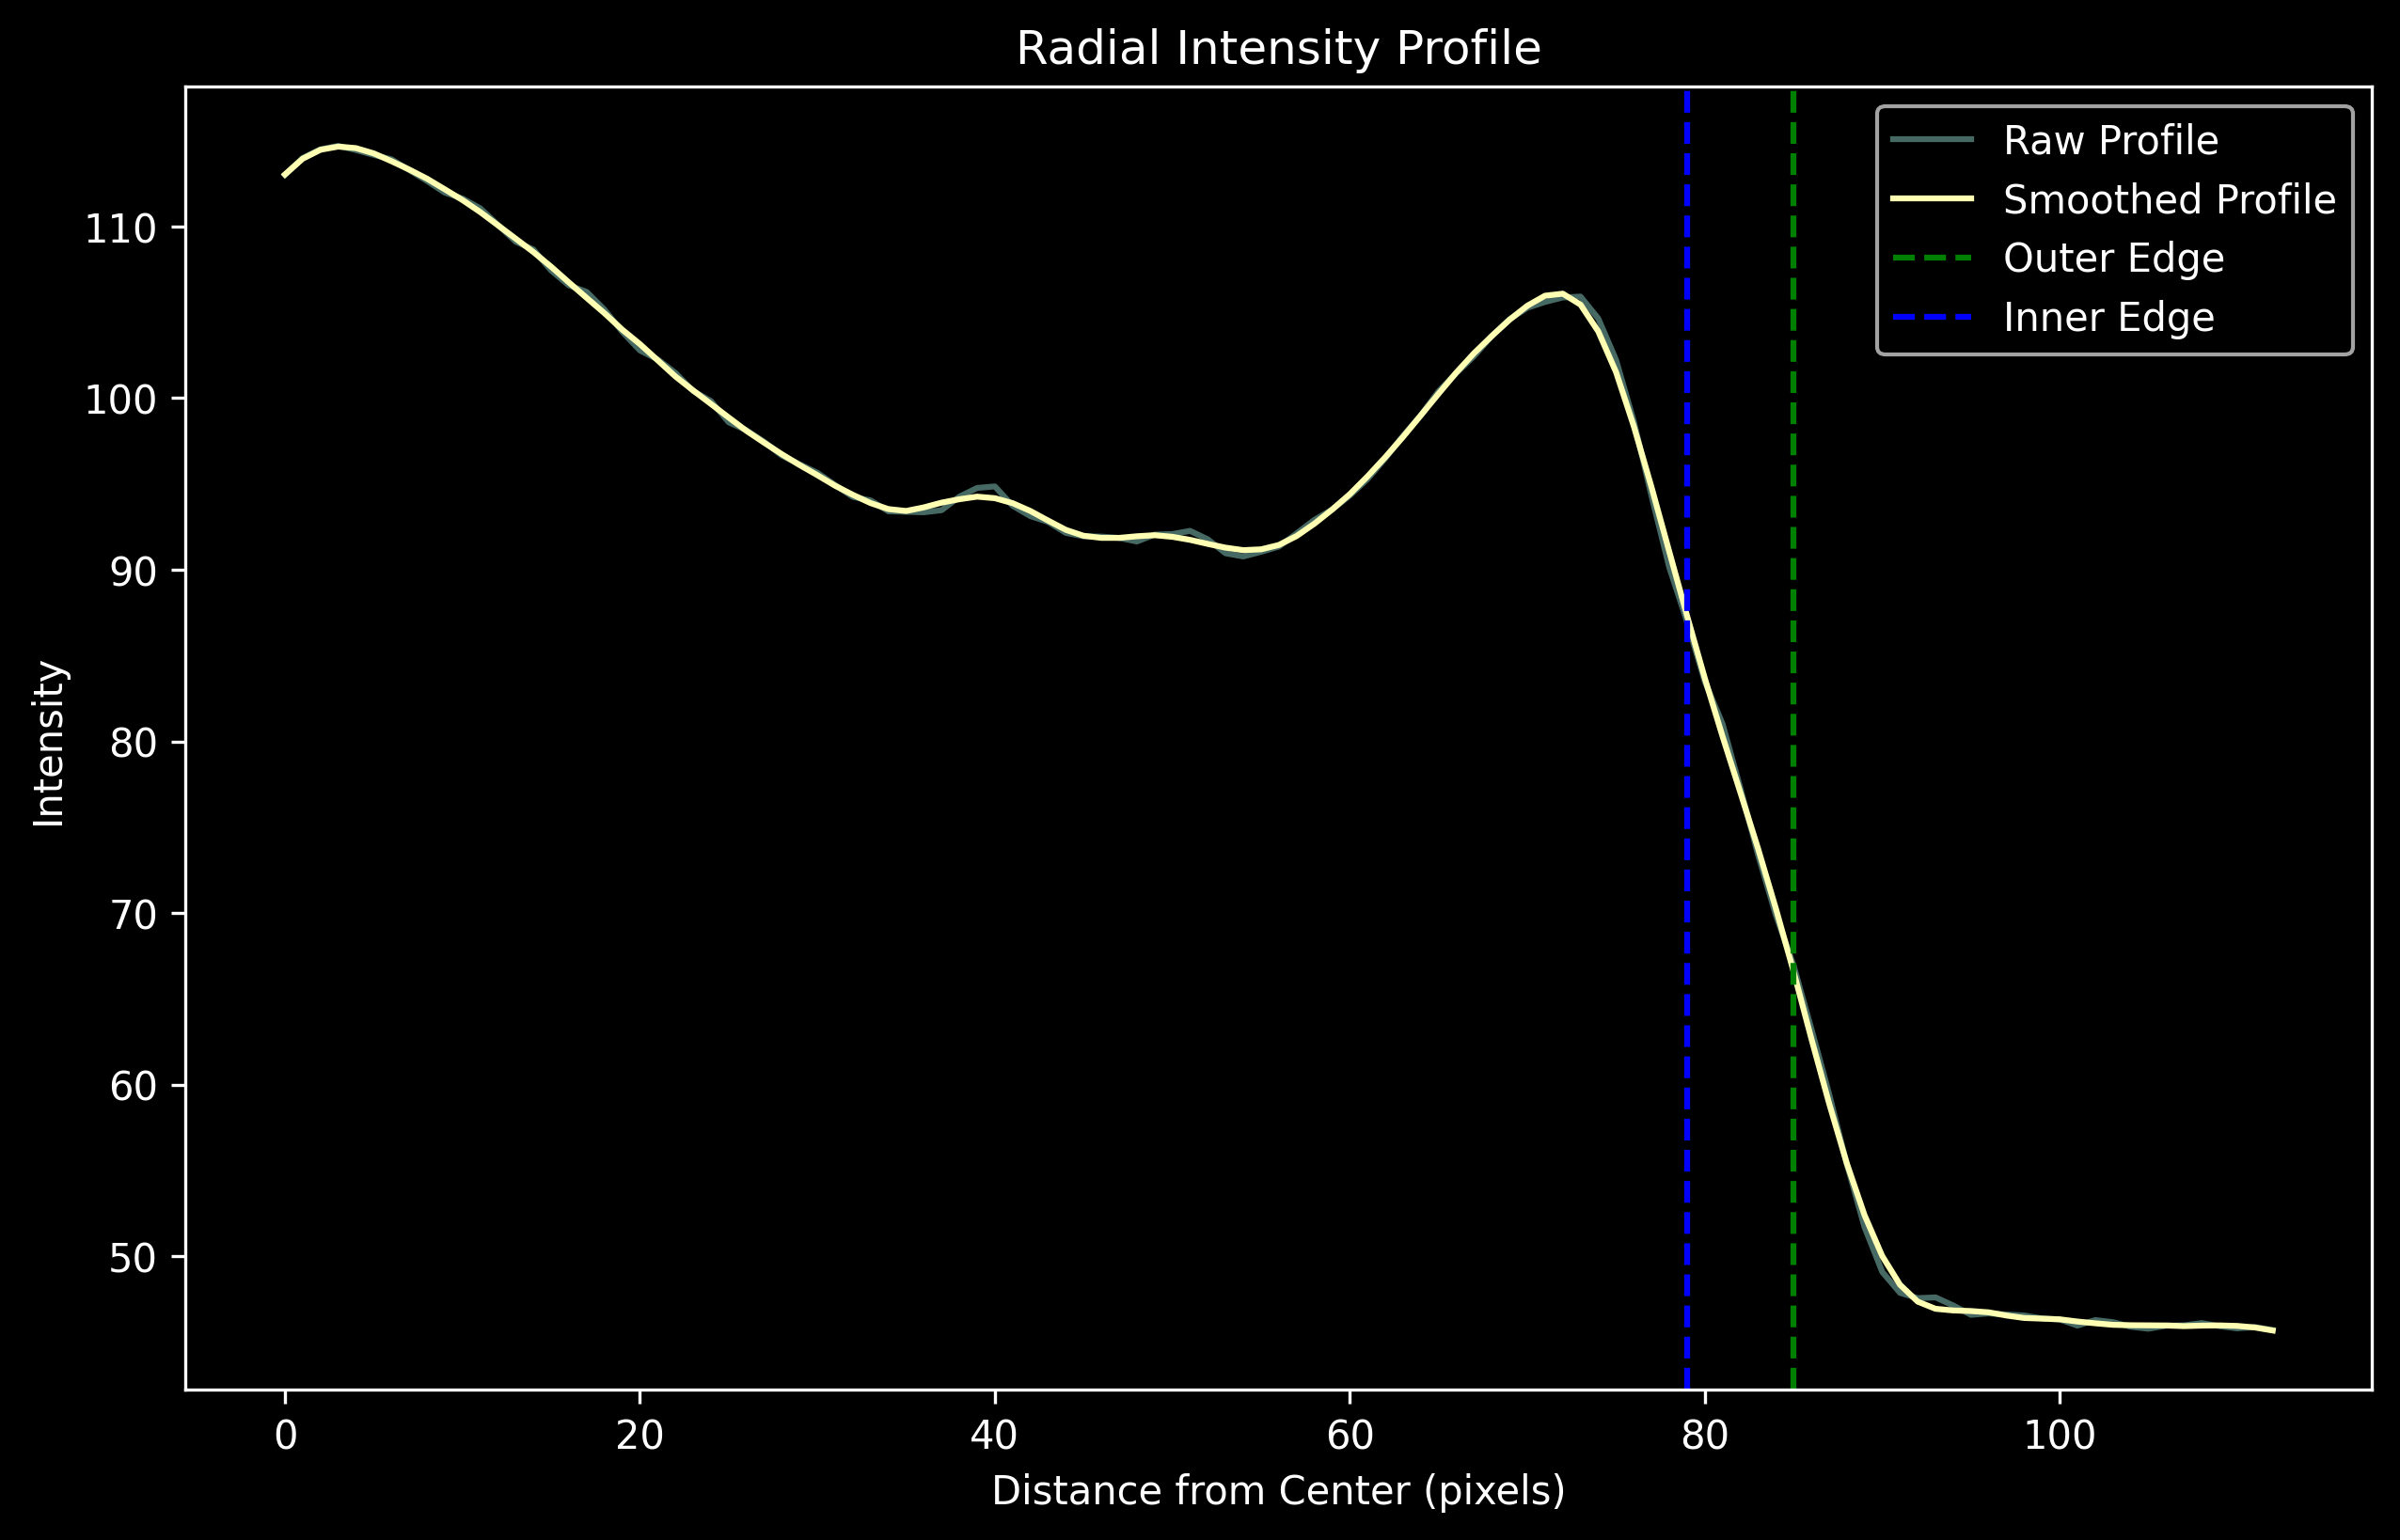 Radial Intensity Profile
Raw Profile
Smoothed Profile
Outer Edge
Inner Edge
110
100
90
80
70
60
50
Intensity
0 20 40 60 80 100
Distance from Center (pixels)